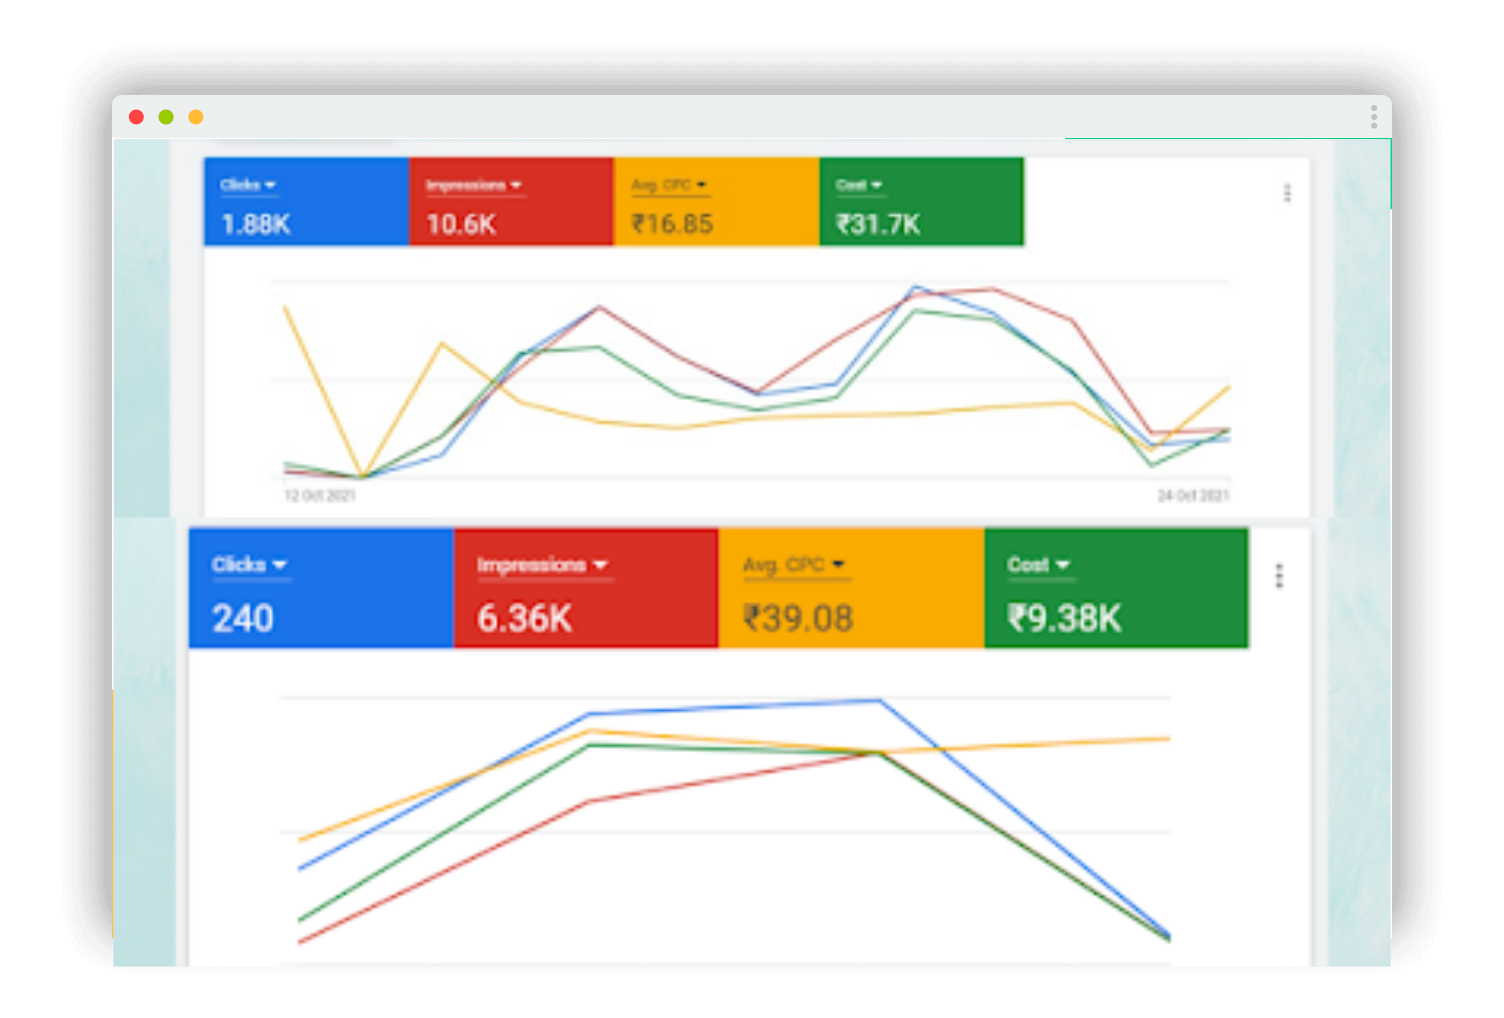 Clicks Impressions Avg. CPC Cost
1.88K 10.6K ₹16.85 ₹31.7K
12 Oct 2021 24 Oct 2021
Clicks Impressions Avg. CPC Cost
240 6.36K ₹39.08 ₹9.38K